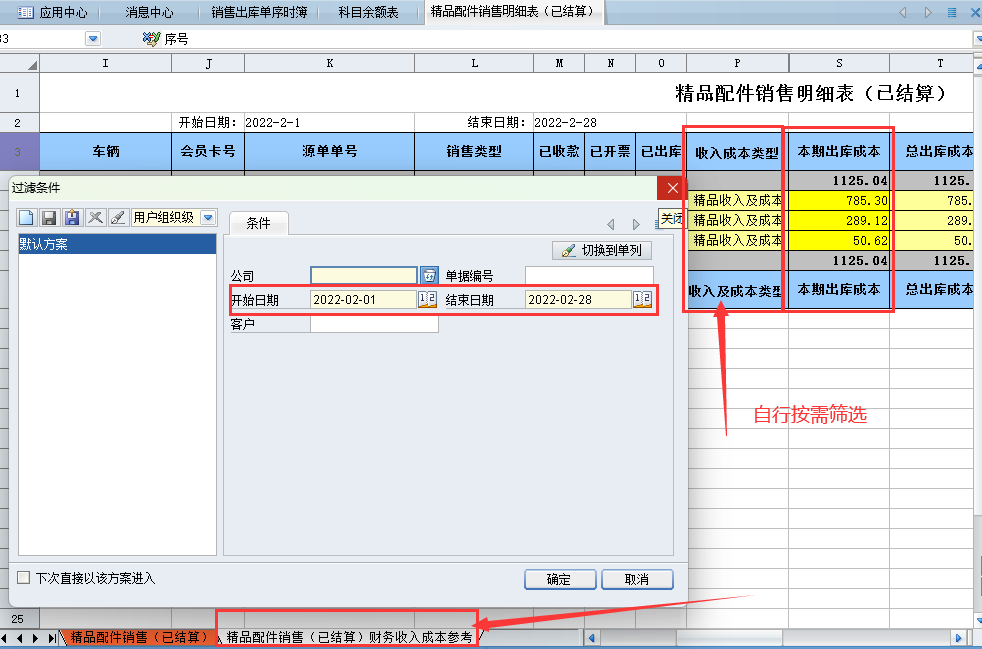 应用中心 消息中心 销售出库单序时簿 科目余额表 精品配件销售明细表（已结算）
33 序号
I J K L M N O P S T
1 精品配件销售明细表（已结算）
2 开始日期: 2022-2-1 结束日期: 2022-2-28
3 车辆 会员卡号 源单单号 销售类型 已收款 已开票 已出库 收入成本类型 本期出库成本 总出库成本
1125.04 1125.
精品收入及成本 785.30 785.
精品收入及成本 289.12 289.
精品收入及成本 50.62 50.
1125.04 1125.
收入及成本类型 本期出库成本 总出库成本
过滤条件
关闭
用户组织级
默认方案
条件
切换到单列
公司 单据编号
开始日期 2022-02-01 12 结束日期 2022-02-28 12
客户
自行按需筛选
下次直接以该方案进入
确定 取消
25
精品配件销售（已结算） 精品配件销售（已结算）财务收入成本参考